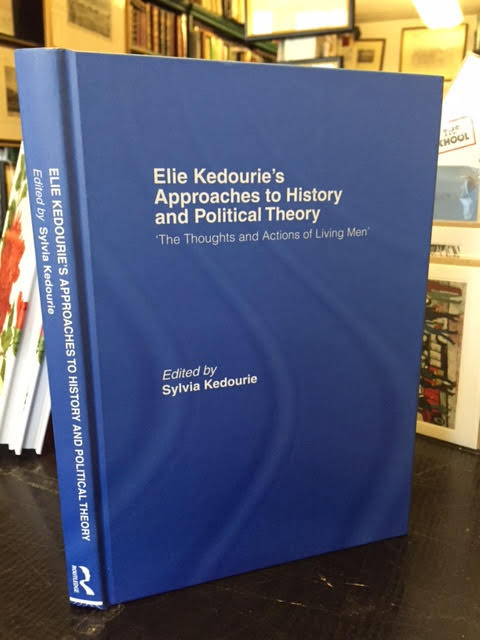 Elie Kedourie's
Approaches to History
and Political Theory
'The Thoughts and Actions of Living Men'
Edited by
Sylvia Kedourie
ELIE KEDOURIE'S APPROACHES TO HISTORY AND POLITICAL THEORY
Edited by Sylvia Kedourie
ROUTLEDGE